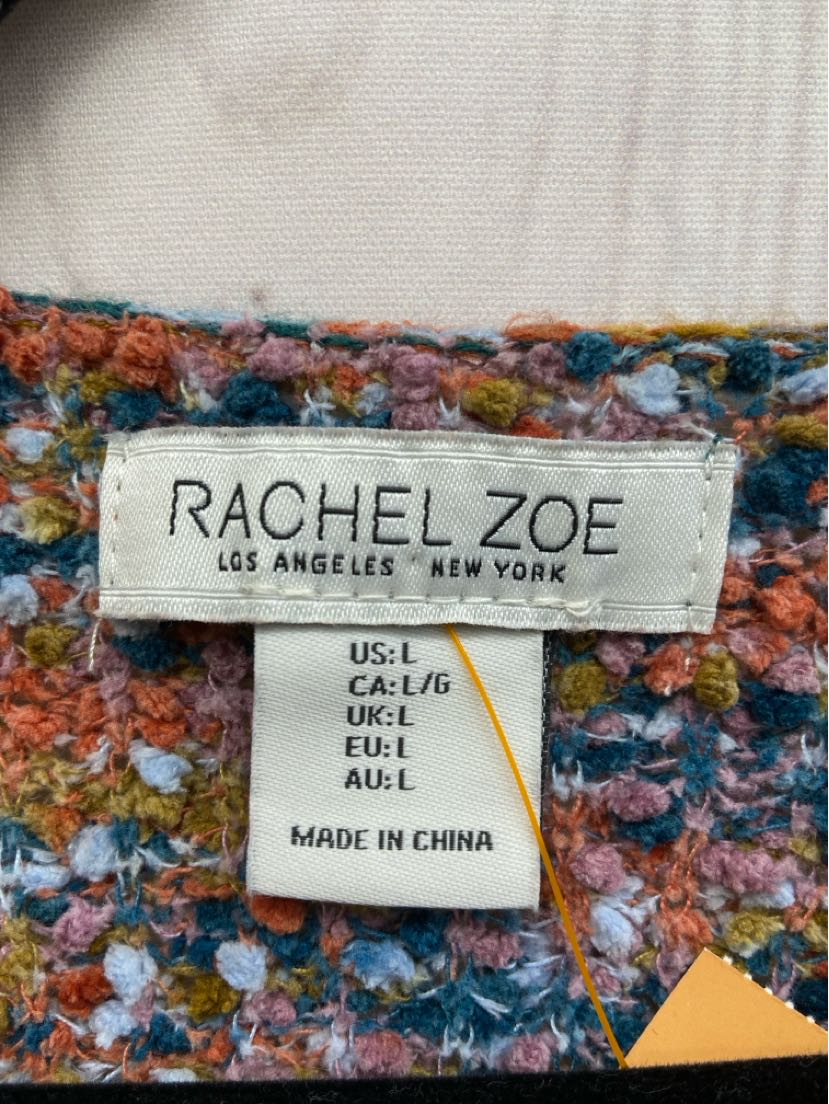 RACHEL ZOE
LOS ANGELES NEW YORK
US: L
CA: L/G
UK: L
EU: L
AU: L
MADE IN CHINA